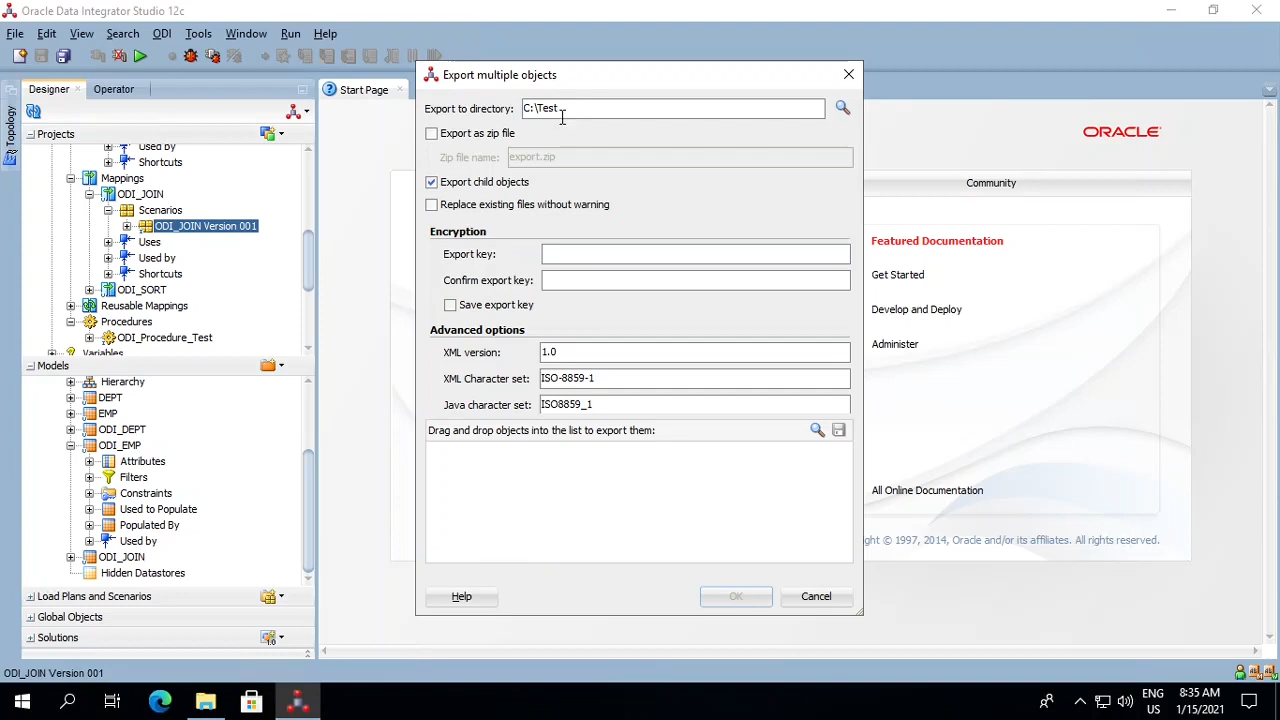 Oracle Data Integrator Studio 12c
File Edit View Search ODI Tools Window Run Help
Designer Operator
Topology
Projects
Used by
Shortcuts
Mappings
ODI_JOIN
Scenarios
ODI_JOIN Version 001
Uses
Used by
Shortcuts
ODI_SORT
Reusable Mappings
Procedures
ODI_Procedure_Test
Variables
Models
Hierarchy
DEPT
EMP
ODI_DEPT
ODI_EMP
Attributes
Filters
Constraints
Used to Populate
Populated By
Used by
ODI_JOIN
Hidden Datastores
Load Plans and Scenarios
Global Objects
Solutions
1.0
ODI_JOIN Version 001
Start Page
Export multiple objects
Export to directory: C:\Test
Export as zip file
Zip file name: export.zip
Export child objects
Replace existing files without warning
Encryption
Export key:
Confirm export key:
Save export key
Advanced options
XML version: 1.0
XML Character set: ISO-8859-1
Java character set: ISO8859_1
Drag and drop objects into the list to export them:
Help OK Cancel
ORACLE
Community
Featured Documentation
Get Started
Develop and Deploy
Administer
All Online Documentation
ght © 1997, 2014, Oracle and/or its affiliates. All rights reserved.
ENG
US
8:35 AM
1/15/2021